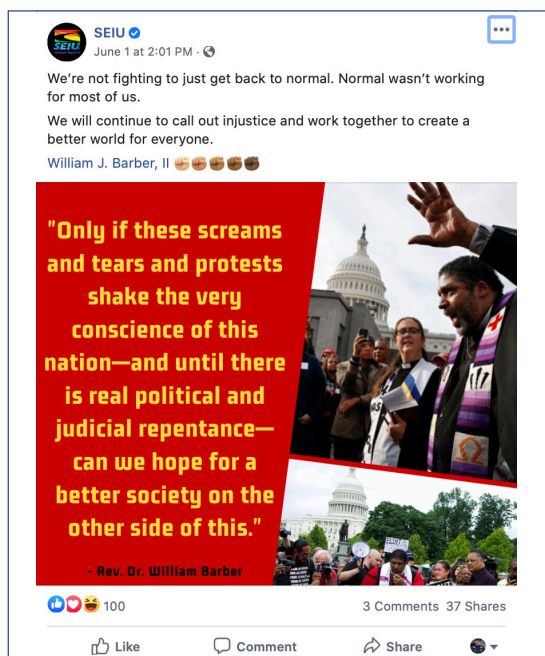 SEIU
SEIU
June 1 at 2:01 PM ·
We're not fighting to just get back to normal. Normal wasn't working
for most of us.
We will continue to call out injustice and work together to create a
better world for everyone.
William J. Barber, II
"Only if these screams
and tears and protests
shake the very
conscience of this
nation—and until there
is real political and
judicial repentance—
can we hope for a
better society on the
other side of this."
- Rev. Dr. William Barber
100
3 Comments 37 Shares
Like
Comment
Share